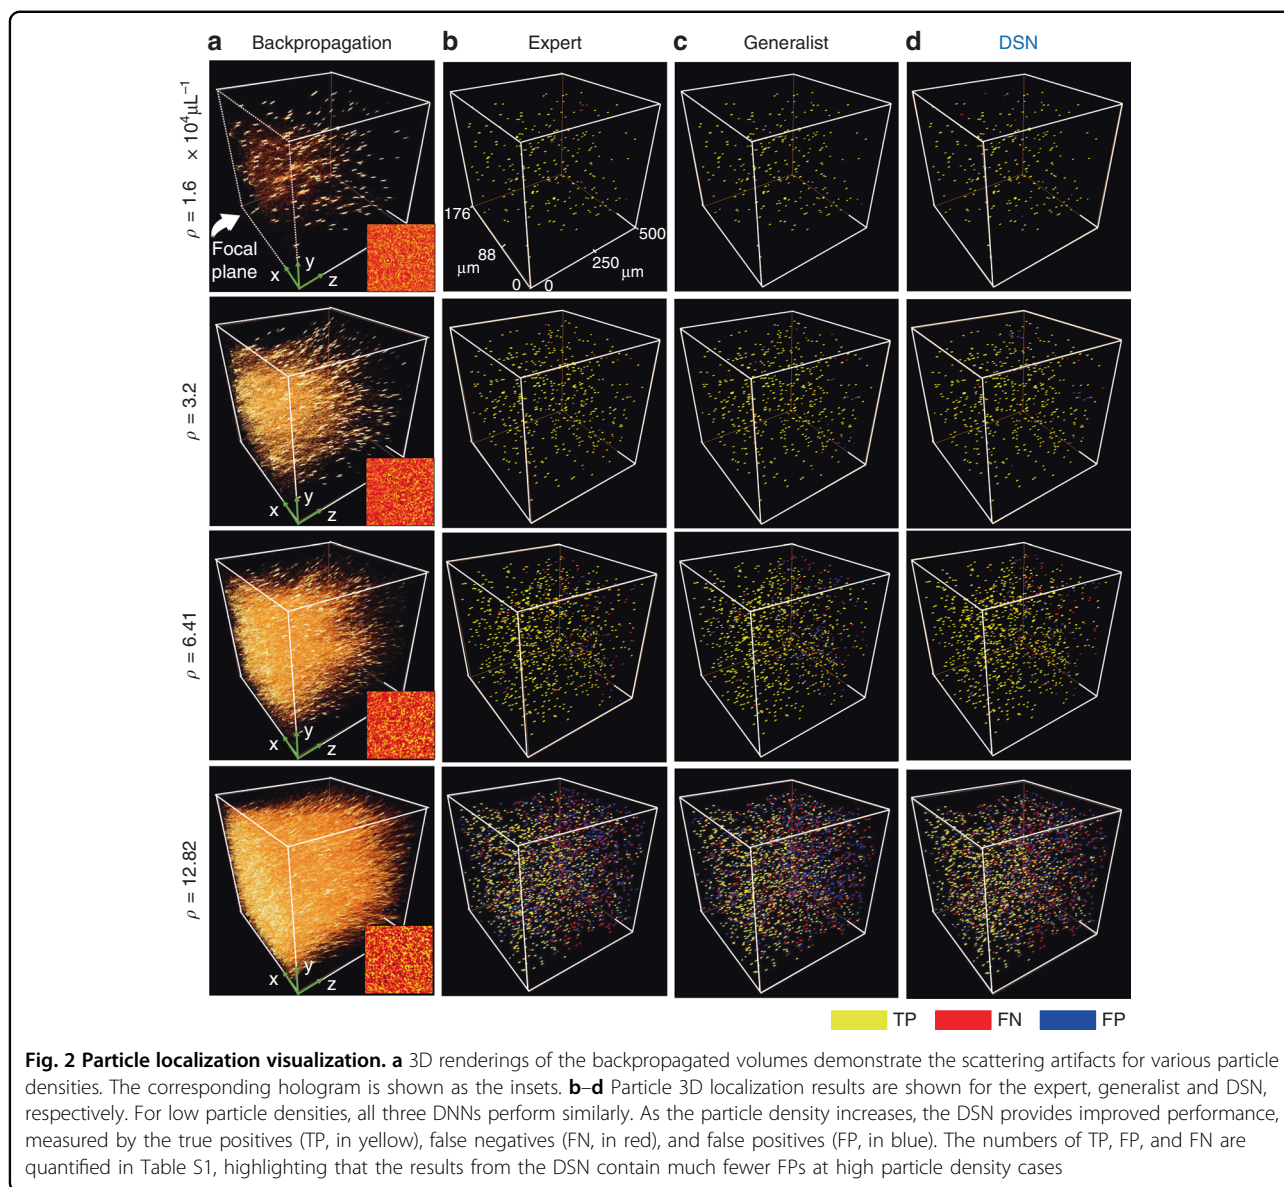 a Backpropagation b Expert c Generalist d DSN
ρ = 1.6 × 10⁴μL⁻¹
Focal
plane
x y z
176
88
μm
0 0
250 μm
500
ρ = 3.2
x y z
ρ = 6.41
x y z
ρ = 12.82
x y z
TP FN FP
Fig. 2 Particle localization visualization. a 3D renderings of the backpropagated volumes demonstrate the scattering artifacts for various particle
densities. The corresponding hologram is shown as the insets. b–d Particle 3D localization results are shown for the expert, generalist and DSN,
respectively. For low particle densities, all three DNNs perform similarly. As the particle density increases, the DSN provides improved performance,
measured by the true positives (TP, in yellow), false negatives (FN, in red), and false positives (FP, in blue). The numbers of TP, FP, and FN are
quantified in Table S1, highlighting that the results from the DSN contain much fewer FPs at high particle density cases